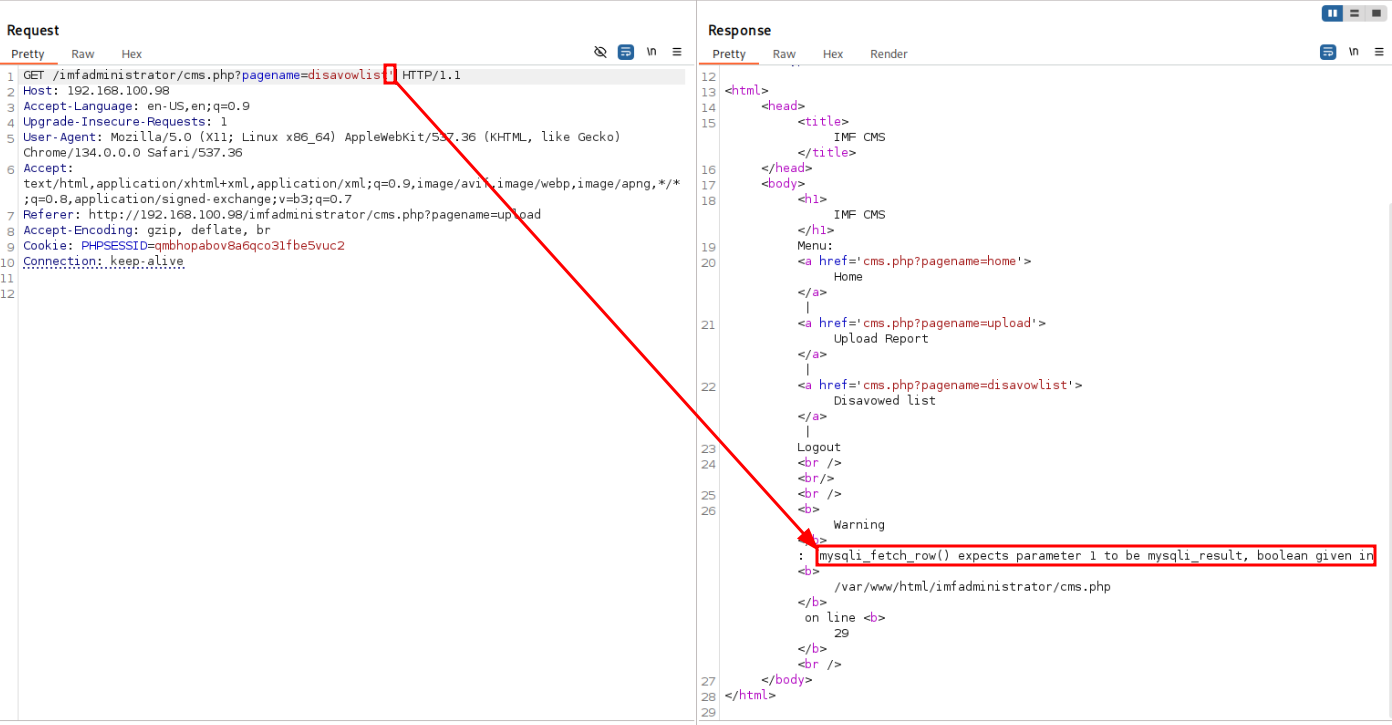 Request
Pretty Raw Hex
\n
1 GET /imfadministrator/cms.php?pagename=disavowlist' HTTP/1.1
2 Host: 192.168.100.98
3 Accept-Language: en-US,en;q=0.9
4 Upgrade-Insecure-Requests: 1
5 User-Agent: Mozilla/5.0 (X11; Linux x86_64) AppleWebKit/537.36 (KHTML, like Gecko)
Chrome/134.0.0.0 Safari/537.36
6 Accept:
text/html,application/xhtml+xml,application/xml;q=0.9,image/avif,image/webp,image/apng,*/*
;q=0.8,application/signed-exchange;v=b3;q=0.7
7 Referer: http://192.168.100.98/imfadministrator/cms.php?pagename=upload
8 Accept-Encoding: gzip, deflate, br
9 Cookie: PHPSESSID=qmbhopabov8a6qco31fbe5vuc2
10 Connection: keep-alive
11
12
Response
Pretty Raw Hex Render
\n
12
13 <html>
14 <head>
15 <title>
IMF CMS
</title>
16 </head>
17 <body>
18 <h1>
IMF CMS
</h1>
19 Menu:
20 <a href='cms.php?pagename=home'>
Home
</a>
|
21 <a href='cms.php?pagename=upload'>
Upload Report
</a>
|
22 <a href='cms.php?pagename=disavowlist'>
Disavowed list
</a>
|
23 Logout
24 <br />
<br/>
25 <br />
26 <b>
Warning
</b>
: mysqli_fetch_row() expects parameter 1 to be mysqli_result, boolean given in
<b>
/var/www/html/imfadministrator/cms.php
</b>
on line <b>
29
</b>
<br />
27 </body>
28 </html>
29